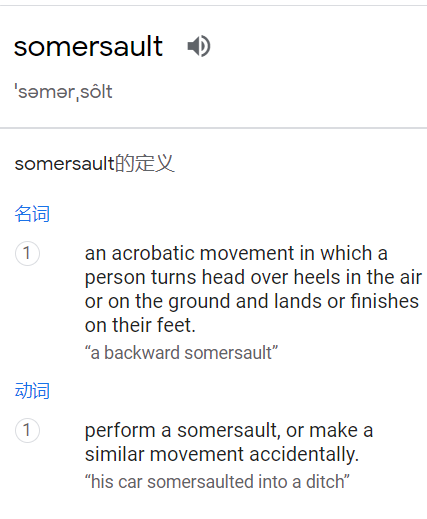 somersault
ˈsəmərˌsôlt
somersault的定义
名词
1
an acrobatic movement in which a
person turns head over heels in the air
or on the ground and lands or finishes
on their feet.
“a backward somersault”
动词
1
perform a somersault, or make a
similar movement accidentally.
“his car somersaulted into a ditch”